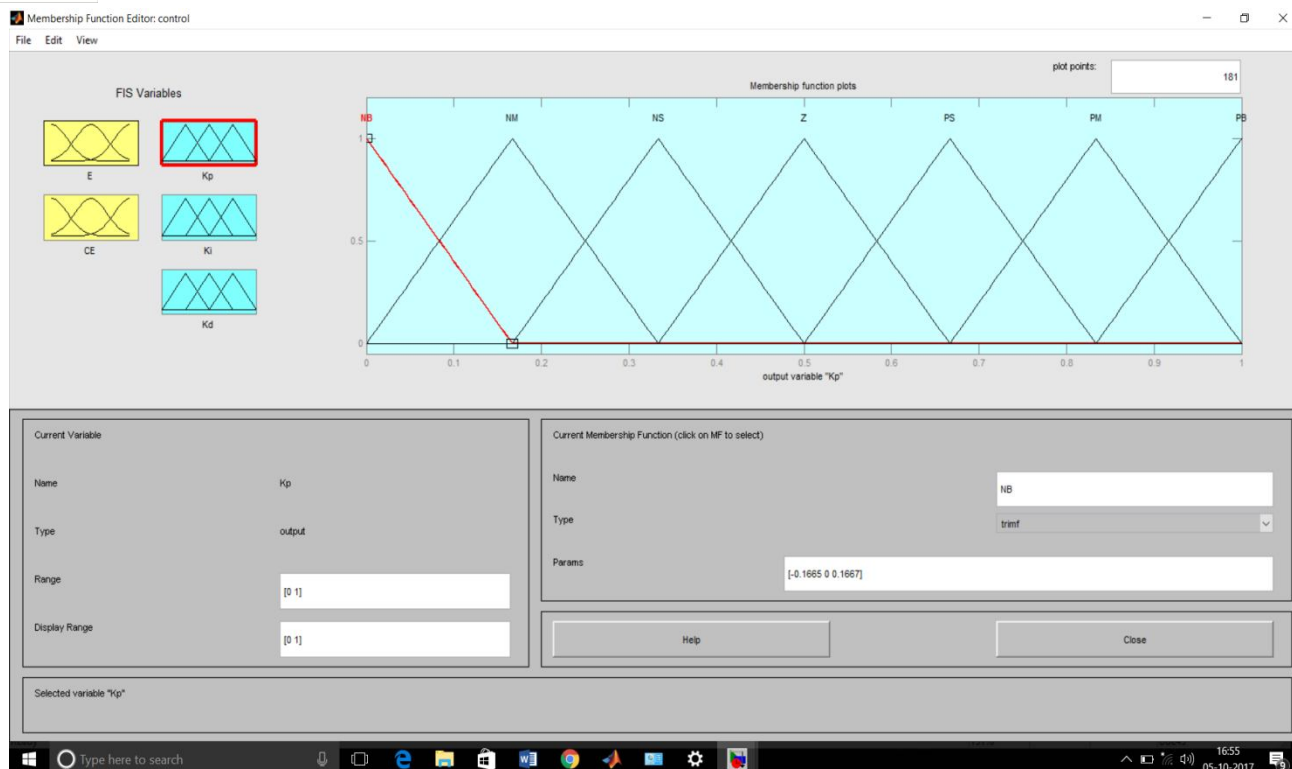 Membership Function Editor: control
File Edit View
FIS Variables
E
Kp
CE
Ki
Kd
plot points:
181
Membership function plots
NB NM NS Z PS PM PB
1
0.5
0
0 0.1 0.2 0.3 0.4 0.5 0.6 0.7 0.8 0.9 1
output variable "Kp"
Current Variable
Name Kp
Type output
Range [0 1]
Display Range [0 1]
Current Membership Function (click on MF to select)
Name NB
Type trimf
Params [-0.1665 0 0.1667]
Help Close
Selected variable "Kp"
Type here to search
16:55
05-10-2017